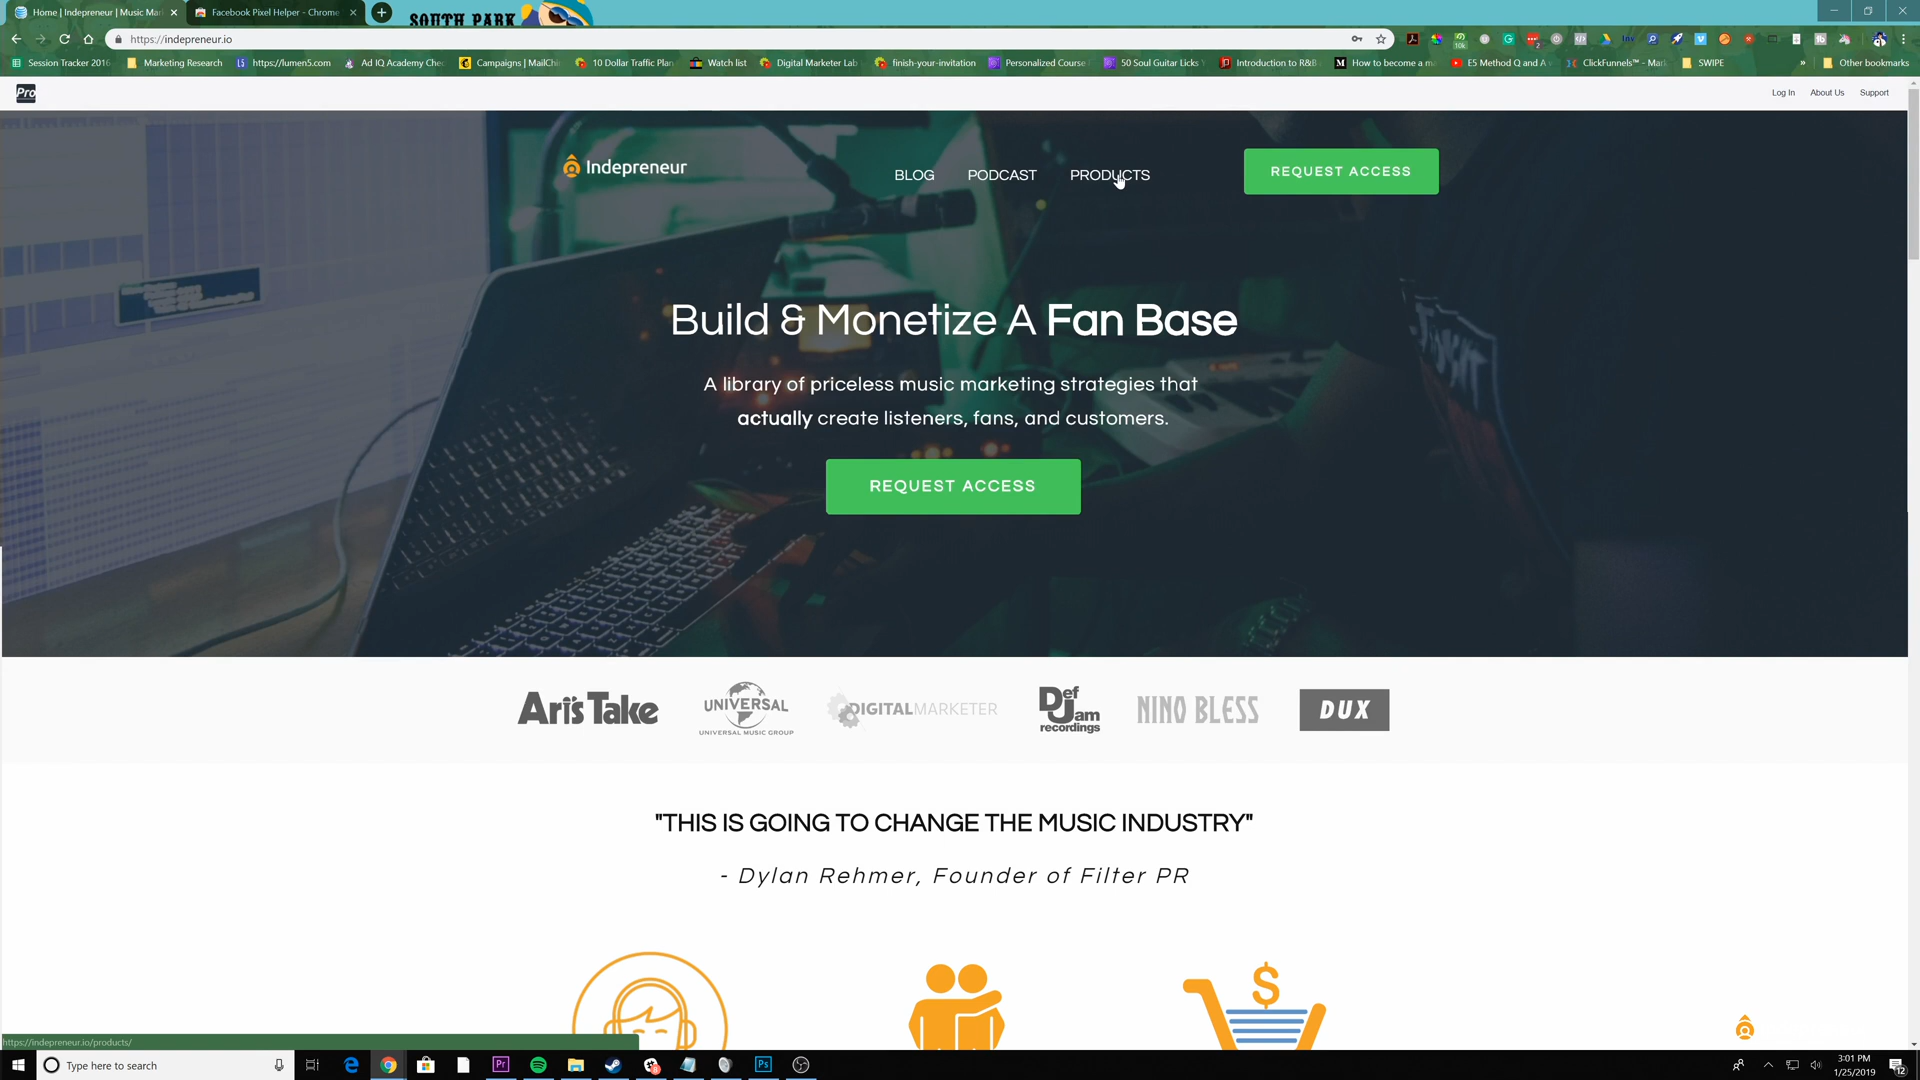 Home | Indepreneur | Music Ma
Facebook Pixel Helper - Chrome
SOUTH PARK
https://indepreneur.io
Session Tracker 2016
Marketing Research
https://lumen5.com
Ad IQ Academy Che
Campaigns | MailChi
10 Dollar Traffic Plan
Watch list
Digital Marketer Lab
finish-your-invitation
Personalized Course
50 Soul Guitar Licks
Introduction to R&B
How to become a m
E5 Method Q and A
ClickFunnels™ - Mar
SWIPE
Other bookmarks
Pro
Log In
About Us
Support
Indepreneur
BLOG
PODCAST
PRODUCTS
REQUEST ACCESS
Build & Monetize A Fan Base
A library of priceless music marketing strategies that
actually create listeners, fans, and customers.
REQUEST ACCESS
Ari's Take
UNIVERSAL
UNIVERSAL MUSIC GROUP
DIGITALMARKETER
Def
Jam
recordings
NINO BLESS
DUX
"THIS IS GOING TO CHANGE THE MUSIC INDUSTRY"
- Dylan Rehmer, Founder of Filter PR
$
https://indepreneur.io/products/
Type here to search
Pr
Ps
3:01 PM
1/25/2019
12